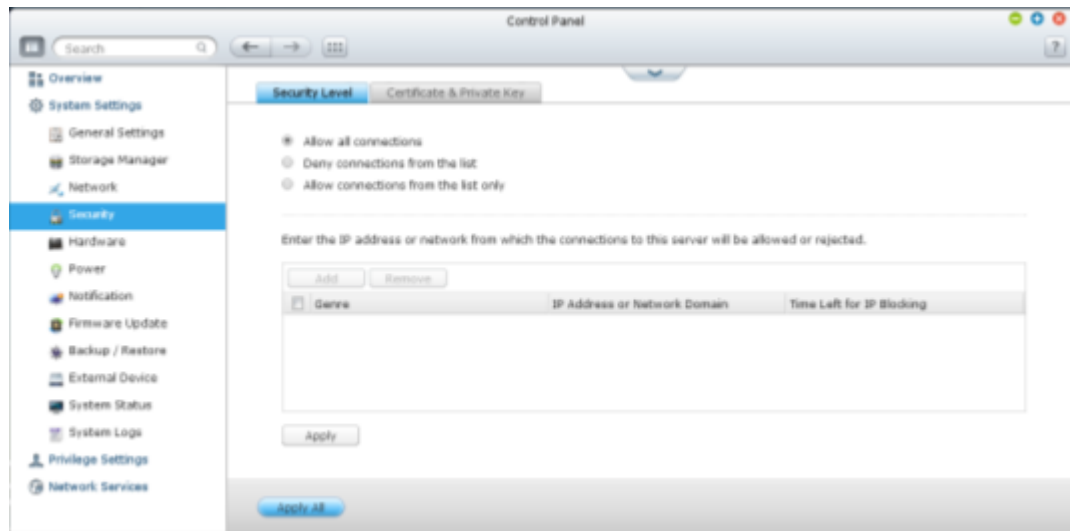 Control Panel
Search
?
Overview
System Settings
General Settings
Storage Manager
Network
Security
Hardware
Power
Notification
Firmware Update
Backup / Restore
External Device
System Status
System Logs
Privilege Settings
Network Services
Security Level
Certificate & Private Key
Allow all connections
Deny connections from the list
Allow connections from the list only
Enter the IP address or network from which the connections to this server will be allowed or rejected.
Add
Remove
Genre
IP Address or Network Domain
Time Left for IP Blocking
Apply
Apply All